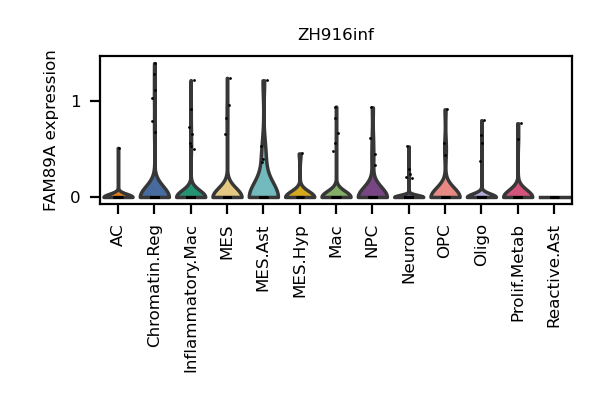 ZH916inf
FAM89A expression
1
0
AC
Chromatin.Reg
Inflammatory.Mac
MES
MES.Ast
MES.Hyp
Mac
NPC
Neuron
OPC
Oligo
Prolif.Metab
Reactive.Ast